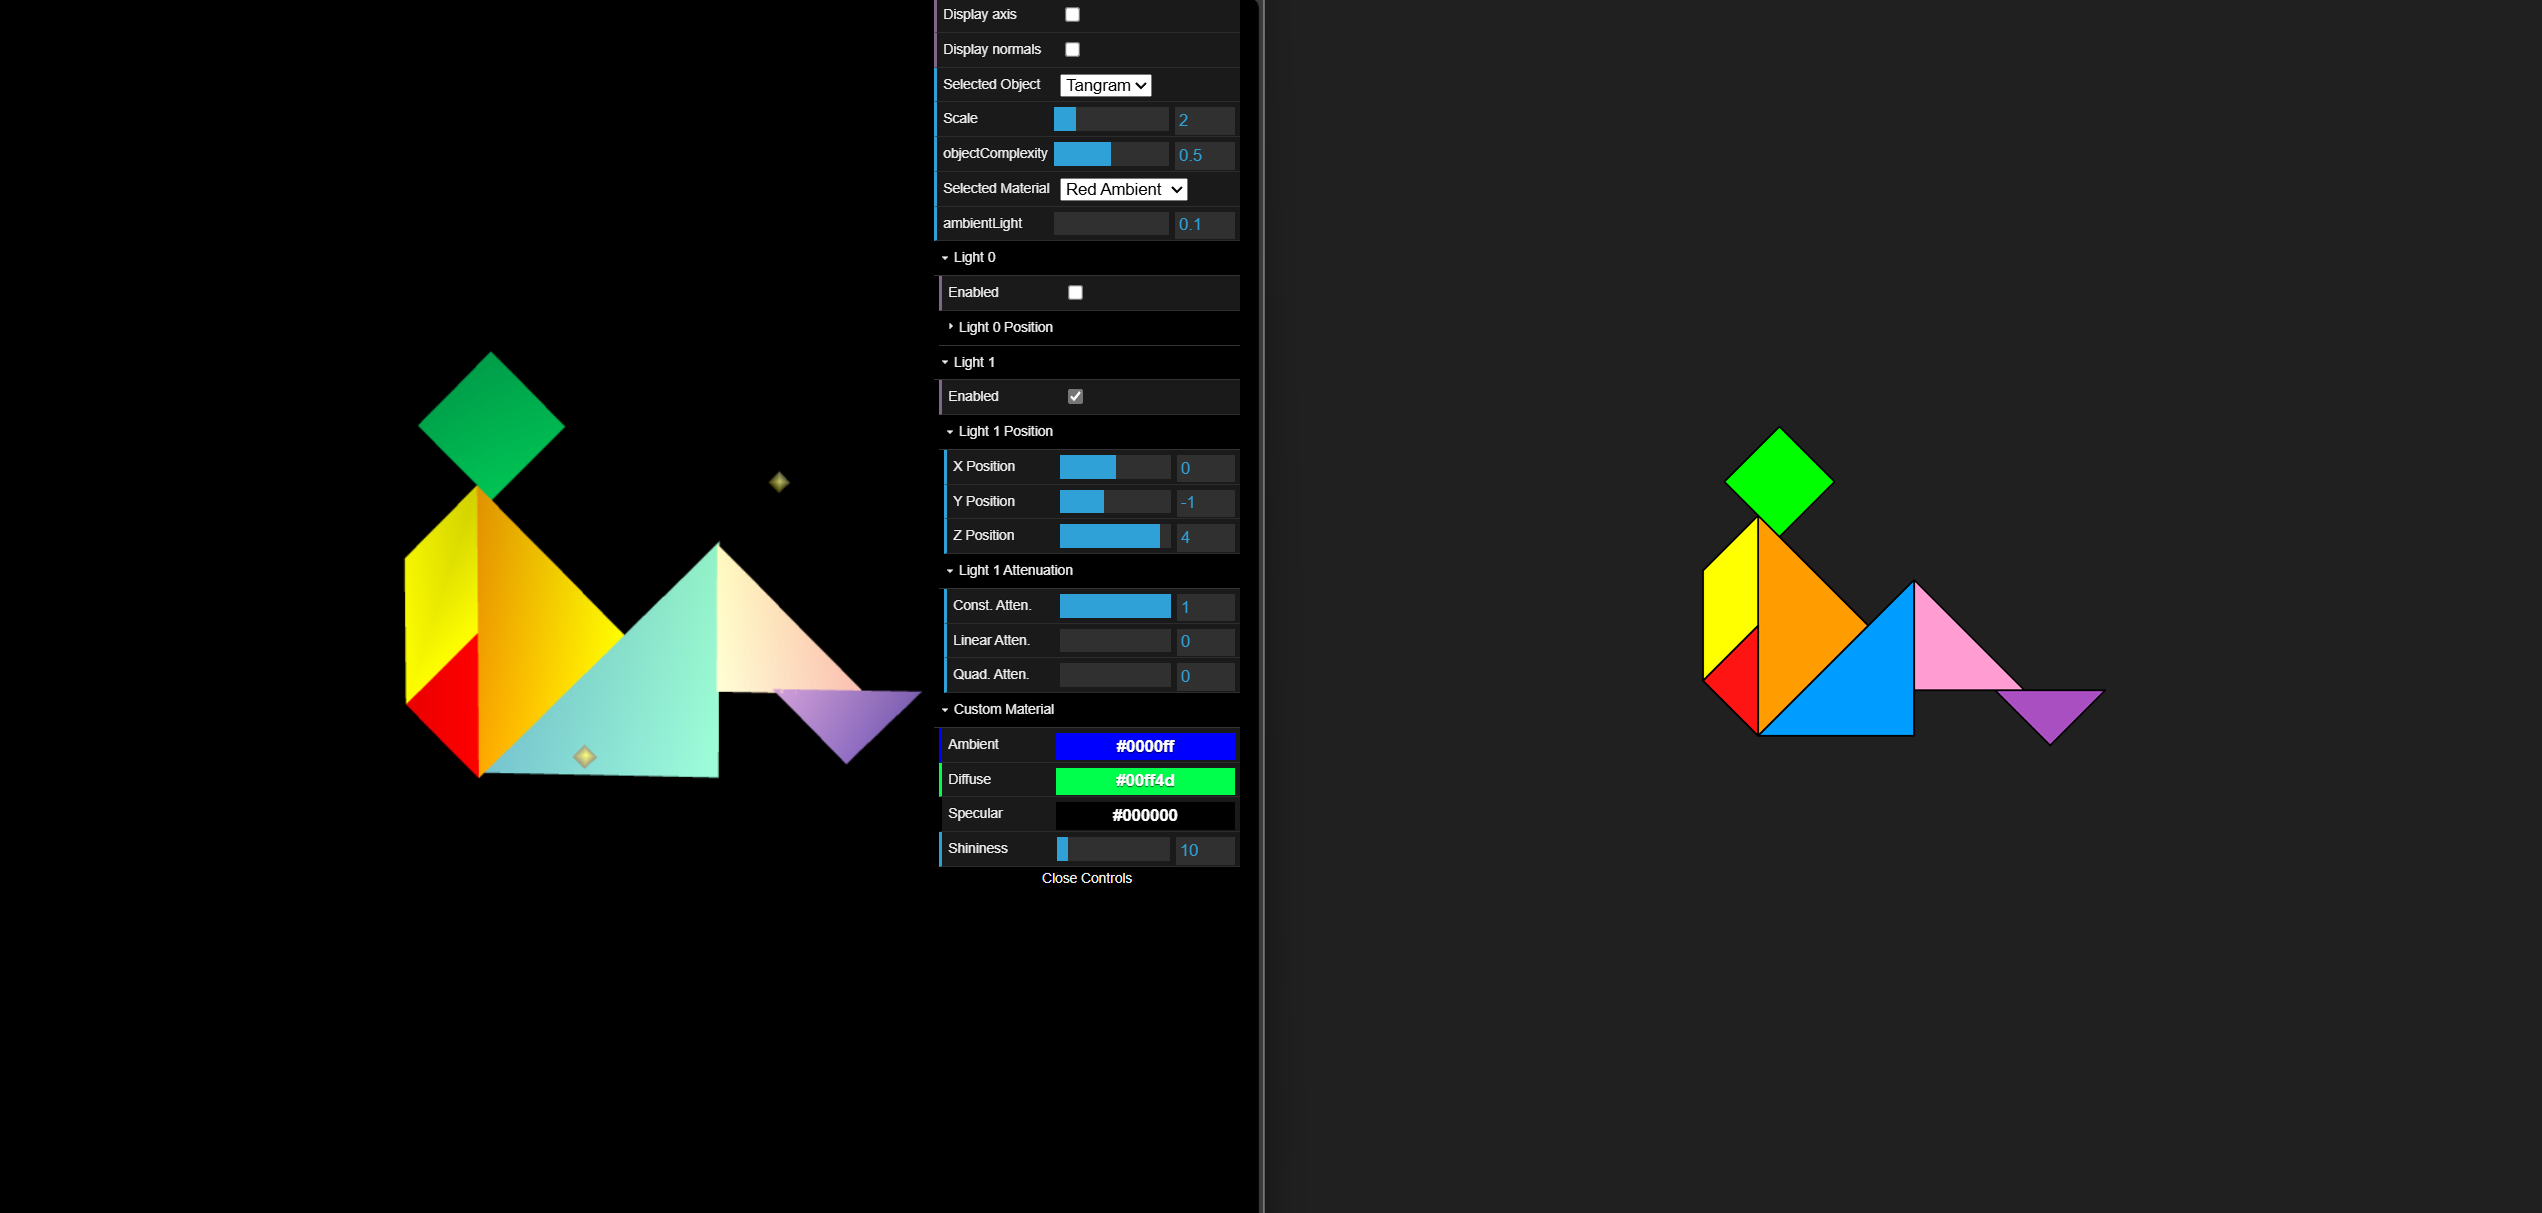 Display axis
Display normals
Selected Object Tangram
Scale 2
objectComplexity 0.5
Selected Material Red Ambient
ambientLight 0.1
Light 0
Enabled
Light 0 Position
Light 1
Enabled
Light 1 Position
X Position 0
Y Position -1
Z Position 4
Light 1 Attenuation
Const. Atten. 1
Linear Atten. 0
Quad. Atten. 0
Custom Material
Ambient #0000ff
Diffuse #00ff4d
Specular #000000
Shininess 10
Close Controls